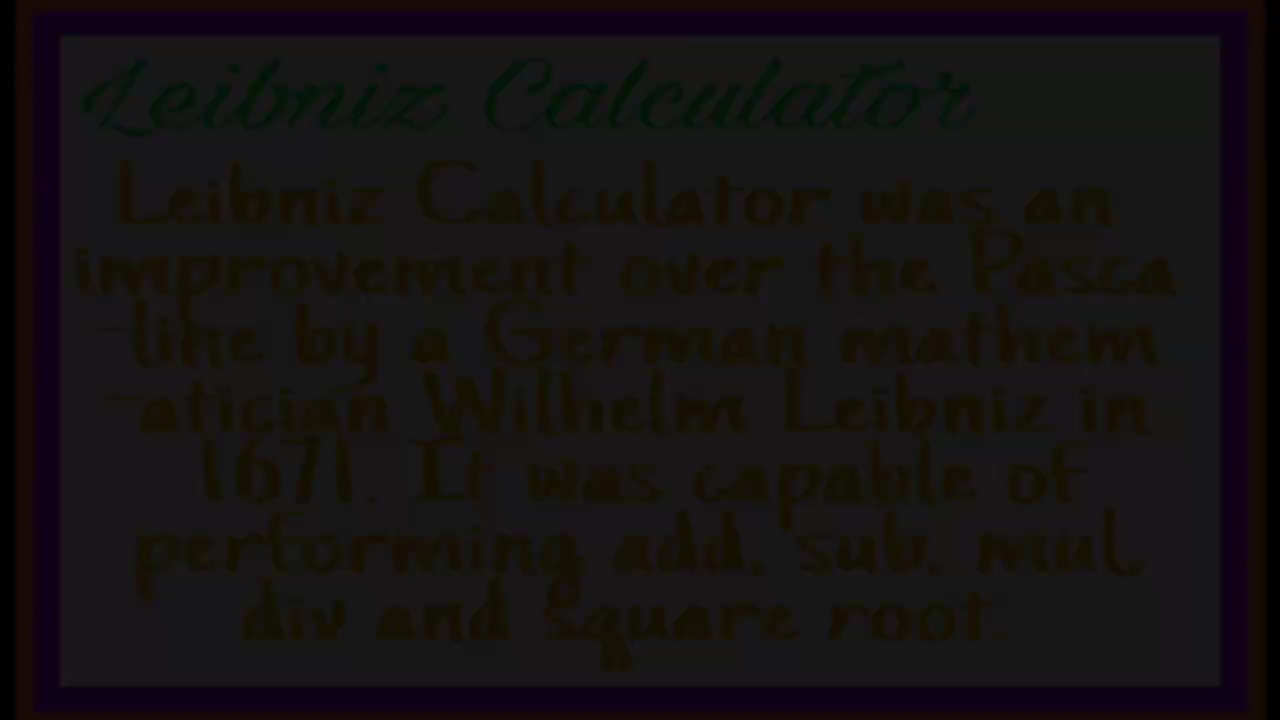 Leibniz Calculator
Leibniz Calculator was an
improvement over the Pasca
-line by a German mathem
-atician Wilhelm Leibniz in
1671. It was capable of
performing add. sub. mul.
div and square root.